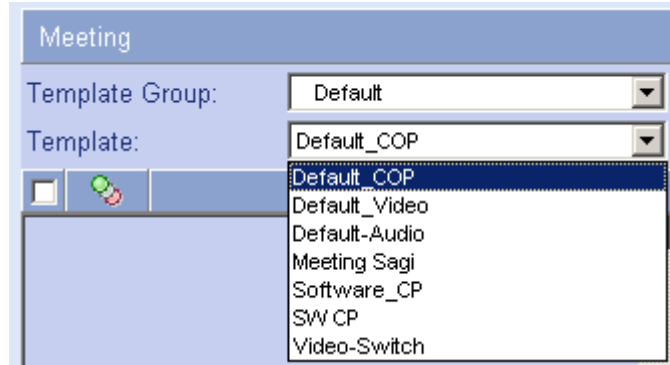 Meeting
Template Group: Default
Template: Default_COP
Default_COP
Default_Video
Default-Audio
Meeting Sagi
Software_CP
SW CP
Video-Switch